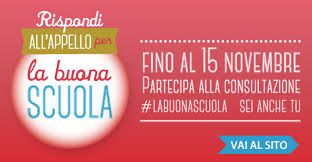 Rispondi
ALL'APPELLO per
la buona
SCUOLA
FINO AL 15 NOVEMBRE
PARTECIPA ALLA CONSULTAZIONE
#LABUONASCUOLA SEI ANCHE TU
VAI AL SITO